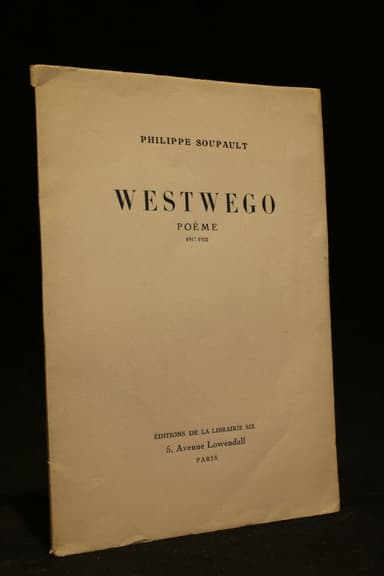 PHILIPPE SOUPAULT
WESTWEGO
POÈME
1917-1922
ÉDITIONS DE LA LIBRAIRIE SIX
5, Avenue Lowendall
PARIS